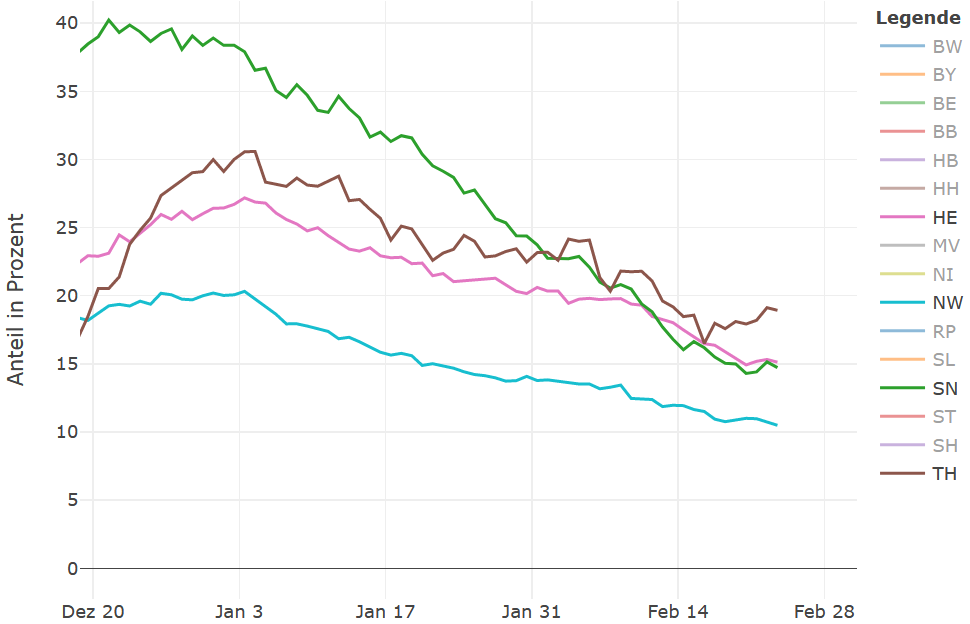 Anteil in Prozent
40
35
30
25
20
15
10
5
0
Dez 20 Jan 3 Jan 17 Jan 31 Feb 14 Feb 28
Legende
BW
BY
BE
BB
HB
HH
HE
MV
NI
NW
RP
SL
SN
ST
SH
TH